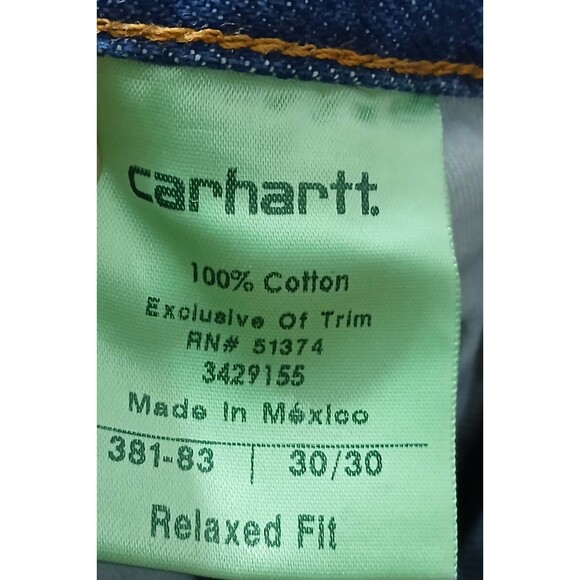 carhartt.
100% Cotton
Exclusive Of Trim
RN# 51374
3429155
Made In México
381-83 | 30/30
Relaxed Fit